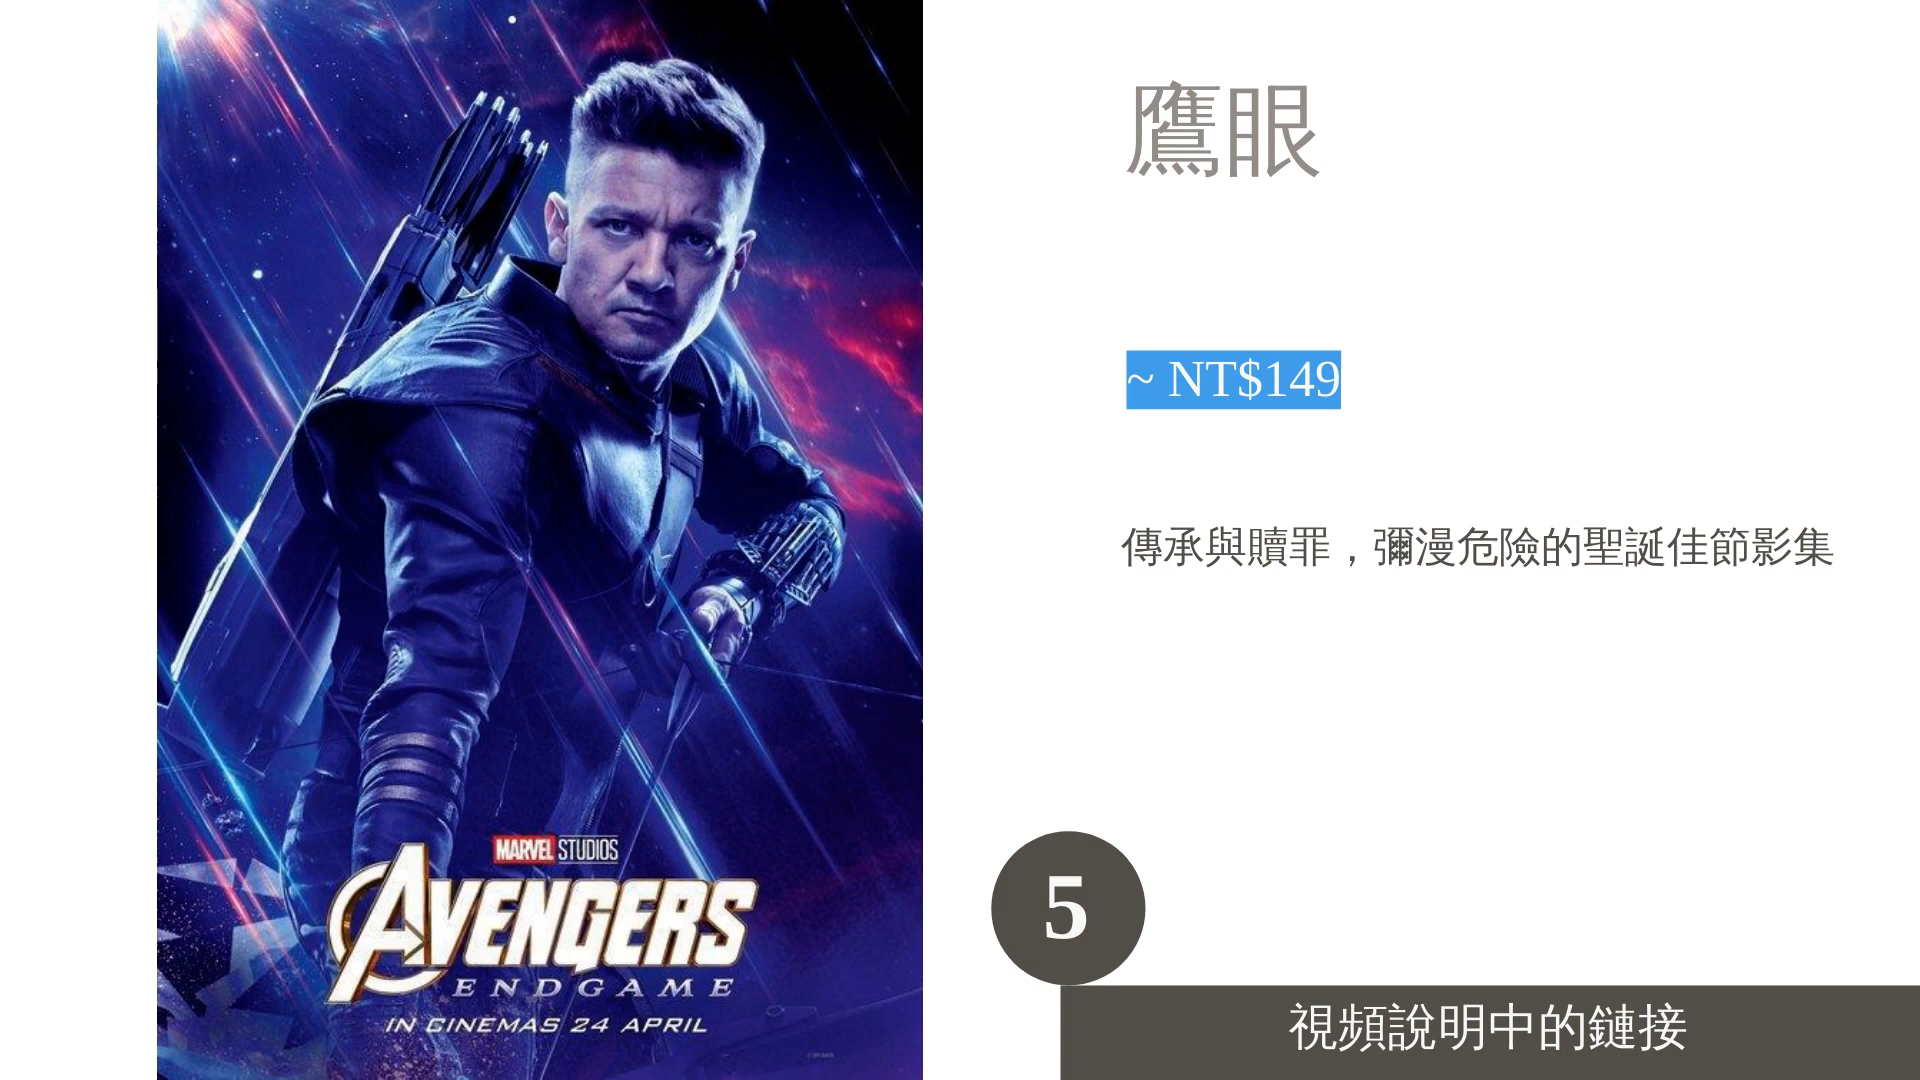 鷹眼
~ NT$149
傳承與贖罪，彌漫危險的聖誕佳節影集
MARVEL STUDIOS
AVENGERS
ENDGAME
IN CINEMAS 24 APRIL
5
視頻說明中的鏈接